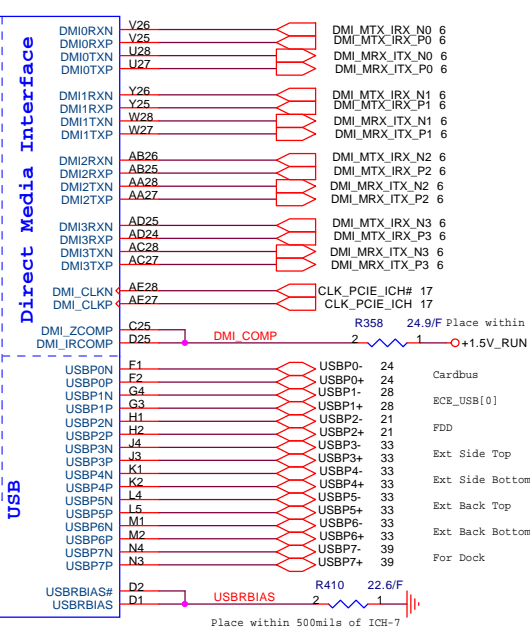 Direct Media Interface
DMI0RXN V26 DMI_MTX_IRX_N0 6
DMI0RXP V25 DMI_MTX_IRX_P0 6
DMI0TXN U28 DMI_MRX_ITX_N0 6
DMI0TXP U27 DMI_MRX_ITX_P0 6
DMI1RXN Y26 DMI_MTX_IRX_N1 6
DMI1RXP Y25 DMI_MTX_IRX_P1 6
DMI1TXN W28 DMI_MRX_ITX_N1 6
DMI1TXP W27 DMI_MRX_ITX_P1 6
DMI2RXN AB26 DMI_MTX_IRX_N2 6
DMI2RXP AB25 DMI_MTX_IRX_P2 6
DMI2TXN AA28 DMI_MRX_ITX_N2 6
DMI2TXP AA27 DMI_MRX_ITX_P2 6
DMI3RXN AD25 DMI_MTX_IRX_N3 6
DMI3RXP AD24 DMI_MTX_IRX_P3 6
DMI3TXN AC28 DMI_MRX_ITX_N3 6
DMI3TXP AC27 DMI_MRX_ITX_P3 6
DMI_CLKN AE28 CLK_PCIE_ICH# 17
DMI_CLKP AE27 CLK_PCIE_ICH 17
R358 24.9/F Place within
DMI_ZCOMP C25
DMI_IRCOMP D25 DMI_COMP 2 1 +1.5V_RUN
USB
USBP0N F1 USBP0- 24
USBP0P F2 USBP0+ 24 Cardbus
USBP1N G4 USBP1- 28
USBP1P G3 USBP1+ 28 ECE_USB[0]
USBP2N H1 USBP2- 21
USBP2P H2 USBP2+ 21 FDD
USBP3N J4 USBP3- 33
USBP3P J3 USBP3+ 33 Ext Side Top
USBP4N K1 USBP4- 33
USBP4P K2 USBP4+ 33 Ext Side Bottom
USBP5N L4 USBP5- 33
USBP5P L5 USBP5+ 33 Ext Back Top
USBP6N M1 USBP6- 33
USBP6P M2 USBP6+ 33 Ext Back Bottom
USBP7N N4 USBP7- 39
USBP7P N3 USBP7+ 39 For Dock
R410 22.6/F
USBRBIAS# D2
USBRBIAS D1 USBRBIAS 2 1
Place within 500mils of ICH-7